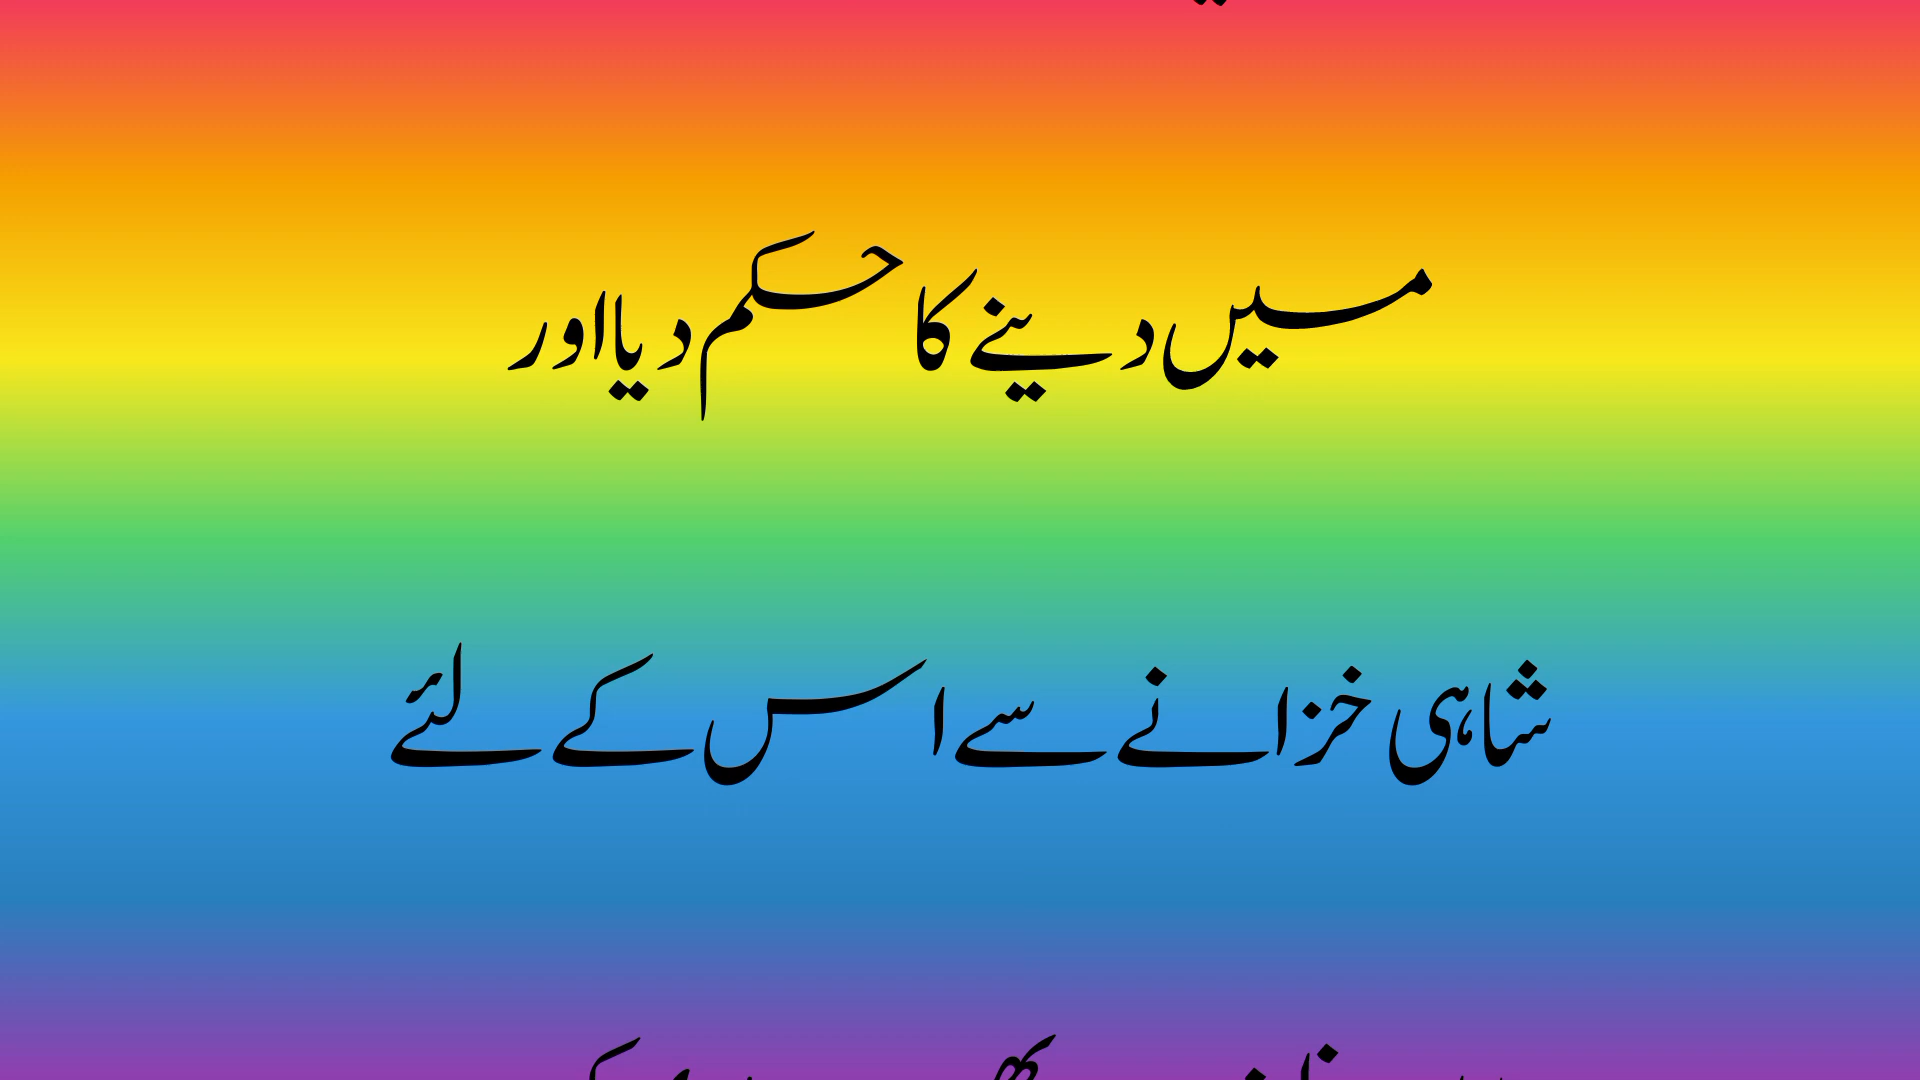 میں دینے کا حکم دیا اور
شاہی خزانے سے اس کے لئے